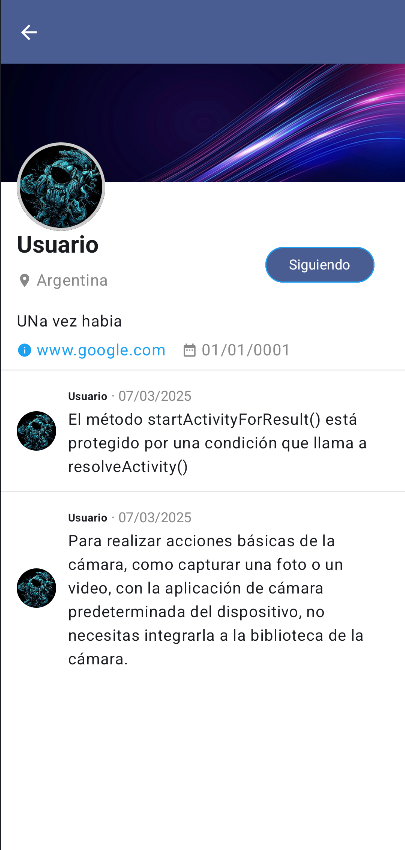 Usuario
Siguiendo
Argentina
UNa vez habia
www.google.com 01/01/0001
Usuario · 07/03/2025
El método startActivityForResult() está
protegido por una condición que llama a
resolveActivity()
Usuario · 07/03/2025
Para realizar acciones básicas de la
cámara, como capturar una foto o un
video, con la aplicación de cámara
predeterminada del dispositivo, no
necesitas integrarla a la biblioteca de la
cámara.